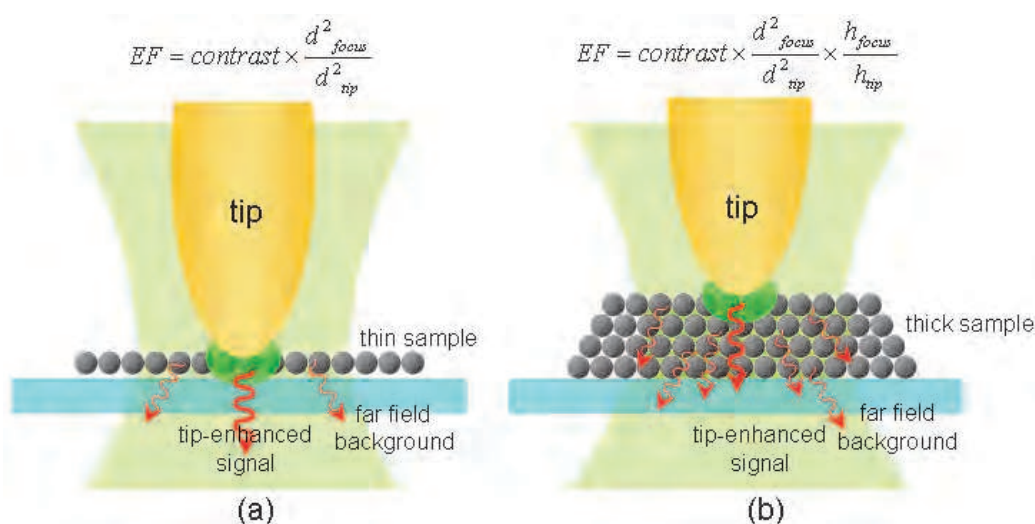 EF = contrast × d²focus / d²tip
EF = contrast × d²focus / d²tip × hfocus / htip
tip
thin sample
far field
background
tip-enhanced
signal
(a)
tip
thick sample
far field
background
tip-enhanced
signal
(b)